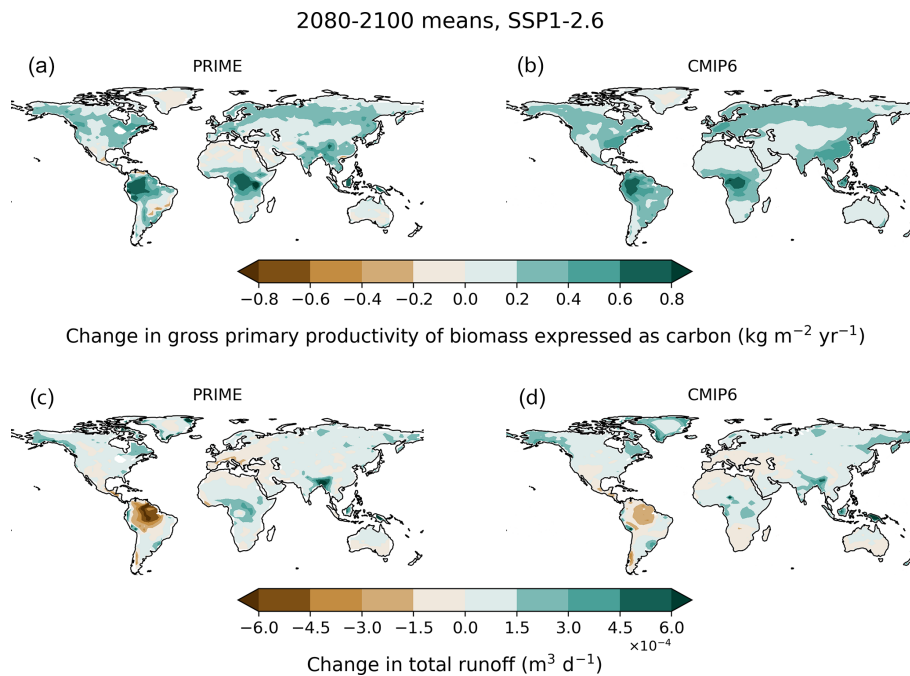 2080-2100 means, SSP1-2.6
(a) PRIME (b) CMIP6
−0.8 −0.6 −0.4 −0.2 0.0 0.2 0.4 0.6 0.8
Change in gross primary productivity of biomass expressed as carbon (kg m⁻² yr⁻¹)
(c) PRIME (d) CMIP6
−6.0 −4.5 −3.0 −1.5 0.0 1.5 3.0 4.5 6.0
×10⁻⁴
Change in total runoff (m³ d⁻¹)